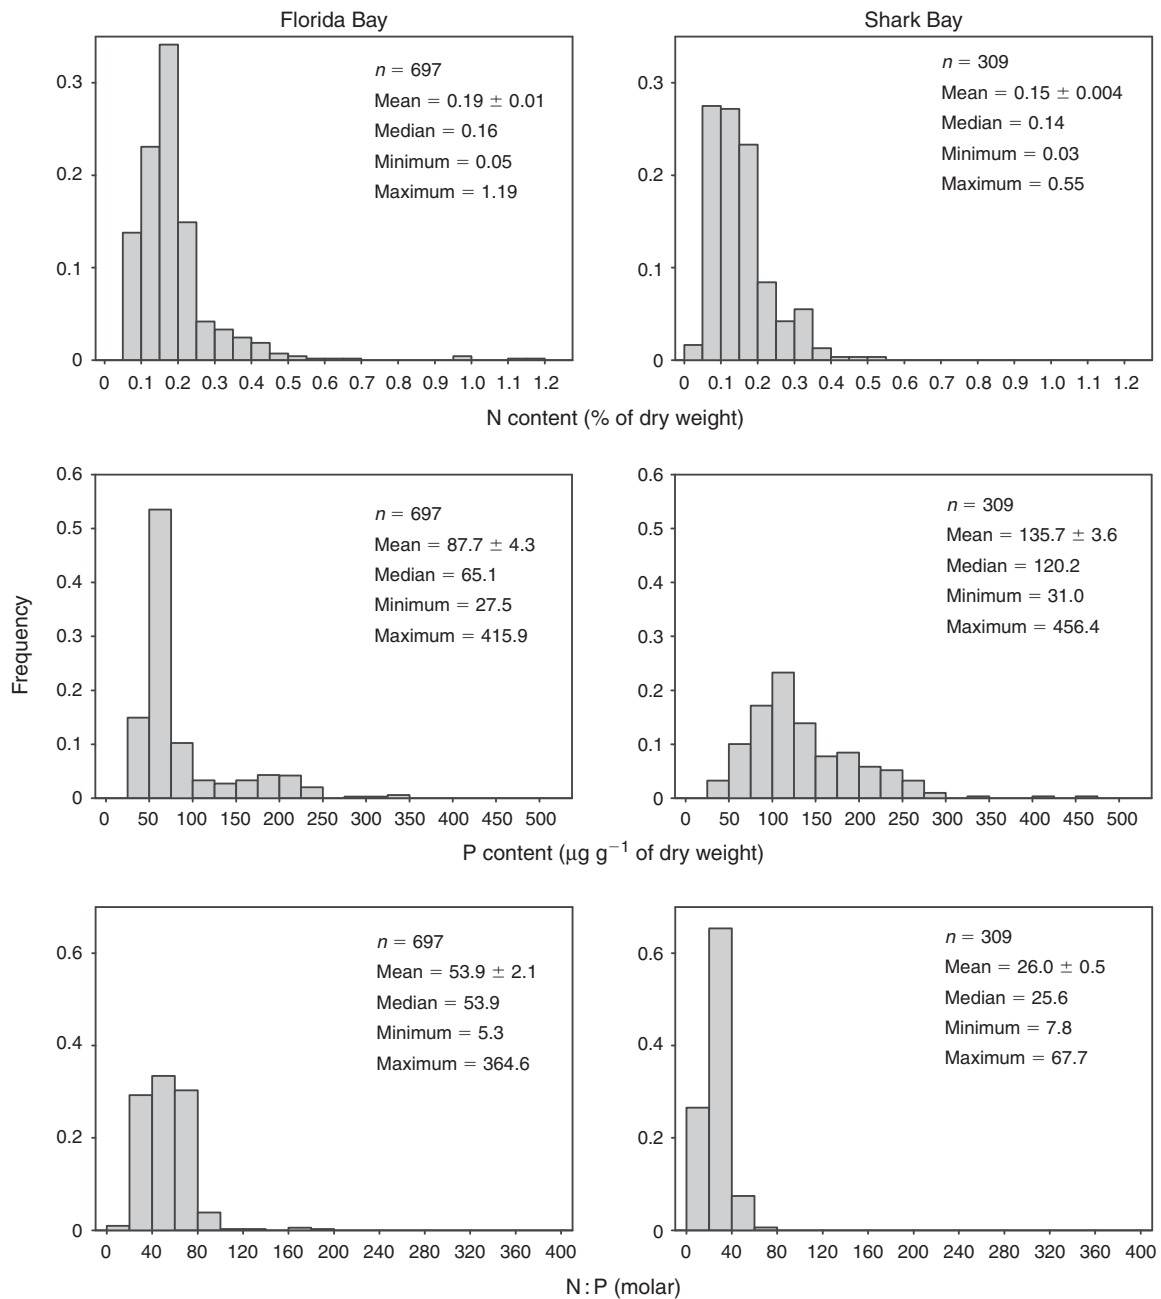 Florida Bay
Shark Bay
n = 697
Mean = 0.19 ± 0.01
Median = 0.16
Minimum = 0.05
Maximum = 1.19
0.3
0.2
0.1
0
0 0.1 0.2 0.3 0.4 0.5 0.6 0.7 0.8 0.9 1.0 1.1 1.2
n = 309
Mean = 0.15 ± 0.004
Median = 0.14
Minimum = 0.03
Maximum = 0.55
0.3
0.2
0.1
0
0 0.1 0.2 0.3 0.4 0.5 0.6 0.7 0.8 0.9 1.0 1.1 1.2
N content (% of dry weight)
Frequency
0.6
0.5
0.4
0.3
0.2
0.1
0
n = 697
Mean = 87.7 ± 4.3
Median = 65.1
Minimum = 27.5
Maximum = 415.9
0 50 100 150 200 250 300 350 400 450 500
0.6
0.5
0.4
0.3
0.2
0.1
0
n = 309
Mean = 135.7 ± 3.6
Median = 120.2
Minimum = 31.0
Maximum = 456.4
0 50 100 150 200 250 300 350 400 450 500
P content (μg g⁻¹ of dry weight)
0.6
0.4
0.2
0
n = 697
Mean = 53.9 ± 2.1
Median = 53.9
Minimum = 5.3
Maximum = 364.6
0 40 80 120 160 200 240 280 320 360 400
0.6
0.4
0.2
0
n = 309
Mean = 26.0 ± 0.5
Median = 25.6
Minimum = 7.8
Maximum = 67.7
0 40 80 120 160 200 240 280 320 360 400
N:P (molar)